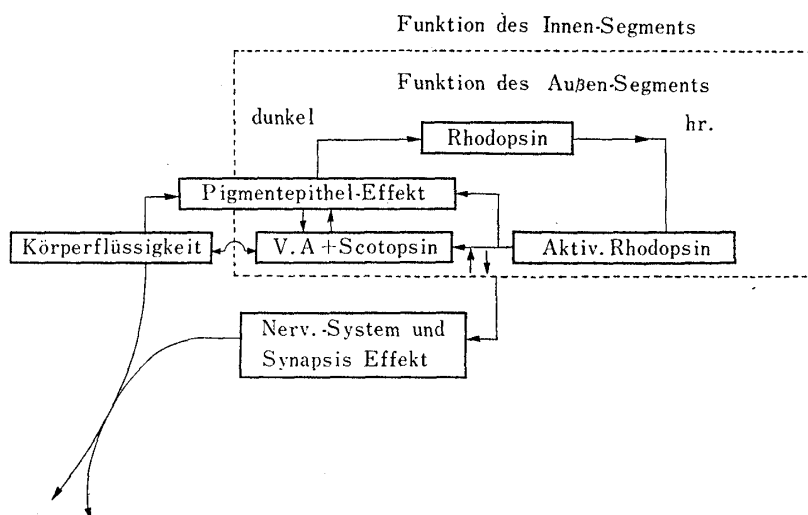 Funktion des Innen-Segments
Funktion des Außen-Segments
dunkel
hr.
Rhodopsin
Pigmentepithel-Effekt
Körperflüssigkeit
V.A+Scotopsin
Aktiv.Rhodopsin
Nerv.-System und
Synapsis Effekt